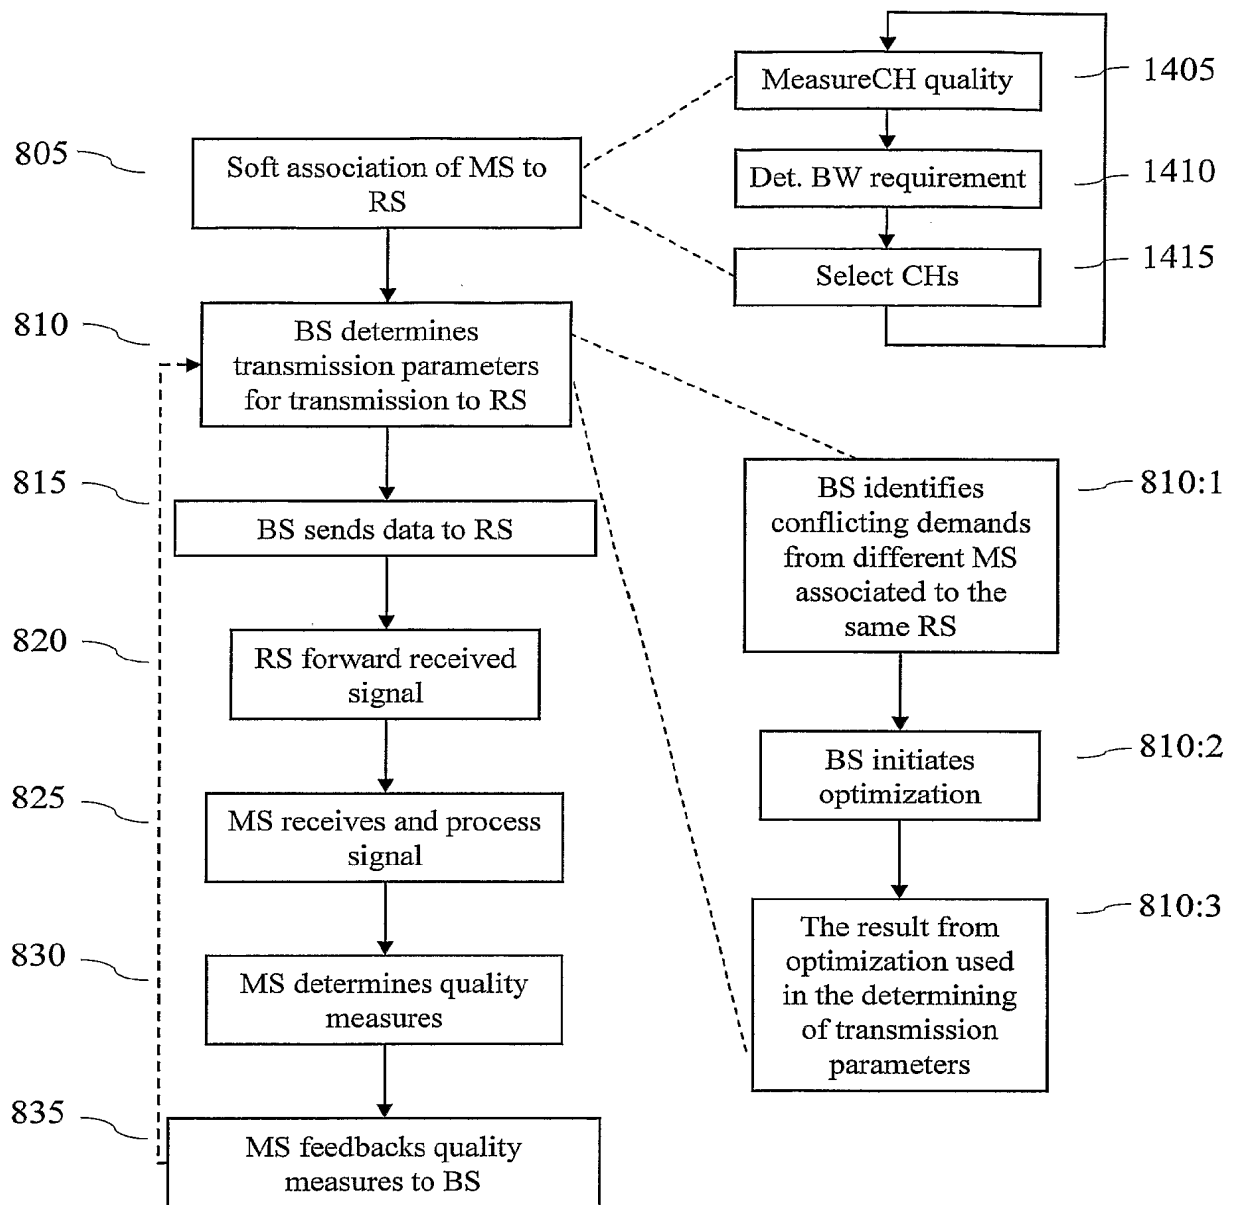 805
Soft association of MS to
RS
810
BS determines
transmission parameters
for transmission to RS
815
BS sends data to RS
820
RS forward received
signal
825
MS receives and process
signal
830
MS determines quality
measures
835
MS feedbacks quality
measures to BS
MeasureCH quality
1405
Det. BW requirement
1410
Select CHs
1415
BS identifies
conflicting demands
from different MS
associated to the
same RS
810:1
BS initiates
optimization
810:2
The result from
optimization used
in the determining
of transmission
parameters
810:3